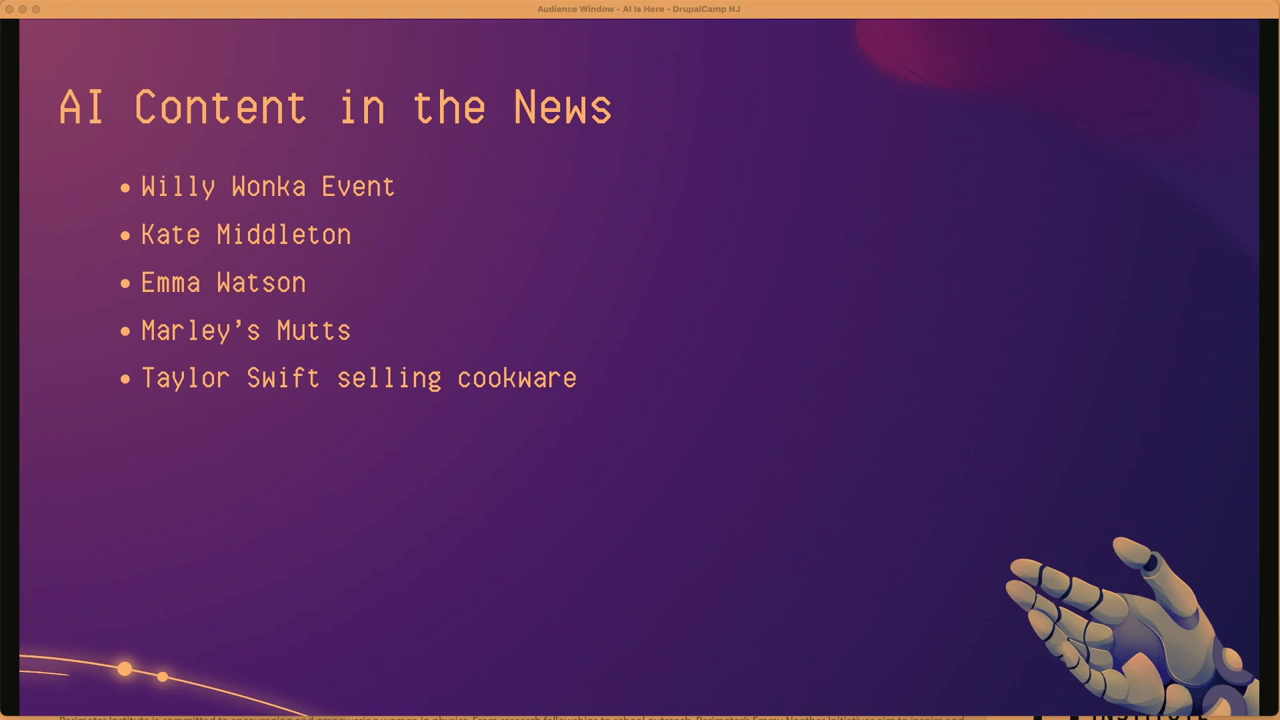 Audience Window - AI Is Here - DrupalCamp NJ
AI Content in the News
• Willy Wonka Event
• Kate Middleton
• Emma Watson
• Marley's Mutts
• Taylor Swift selling cookware